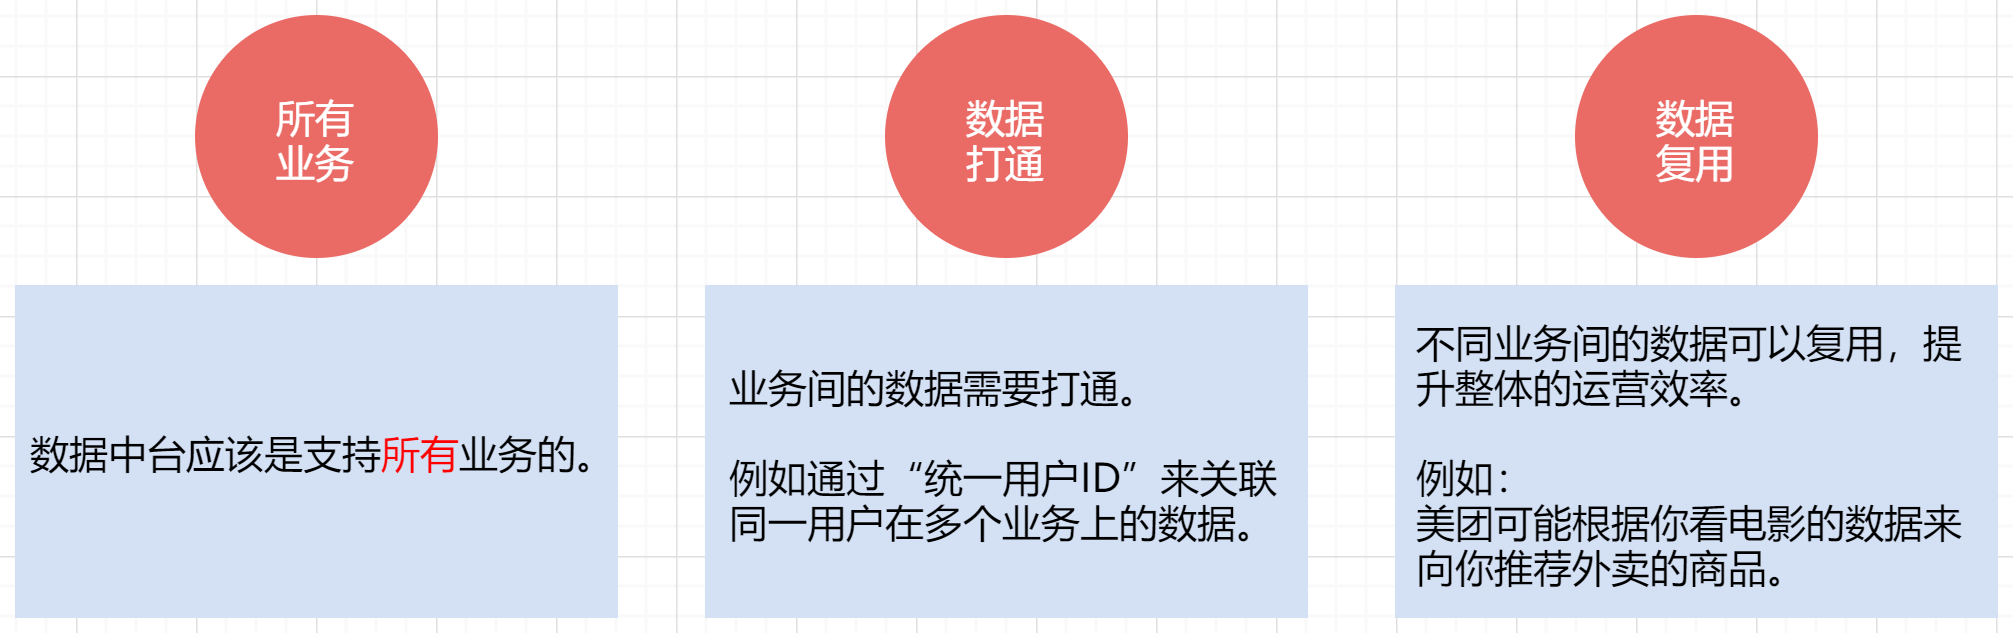 所有
业务
数据
打通
数据
复用
数据中台应该是支持所有业务的。
业务间的数据需要打通。
例如通过“统一用户ID”来关联
同一用户在多个业务上的数据。
不同业务间的数据可以复用，提
升整体的运营效率。
例如：
美团可能根据你看电影的数据来
向你推荐外卖的商品。